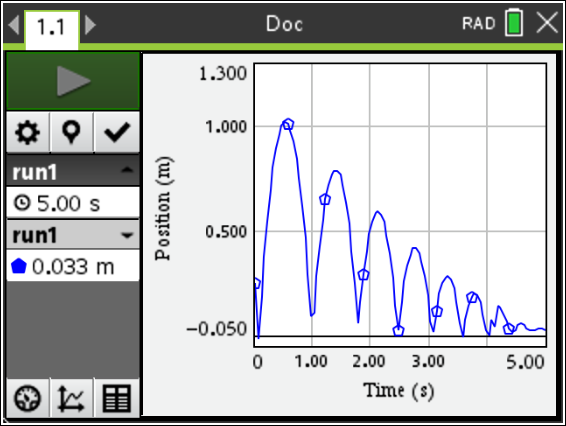 1.1 Doc RAD
run1
5.00 s
run1
0.033 m
1.300
1.000
0.500
-0.050
Position (m)
0 1.00 2.00 3.00 5.00
Time (s)